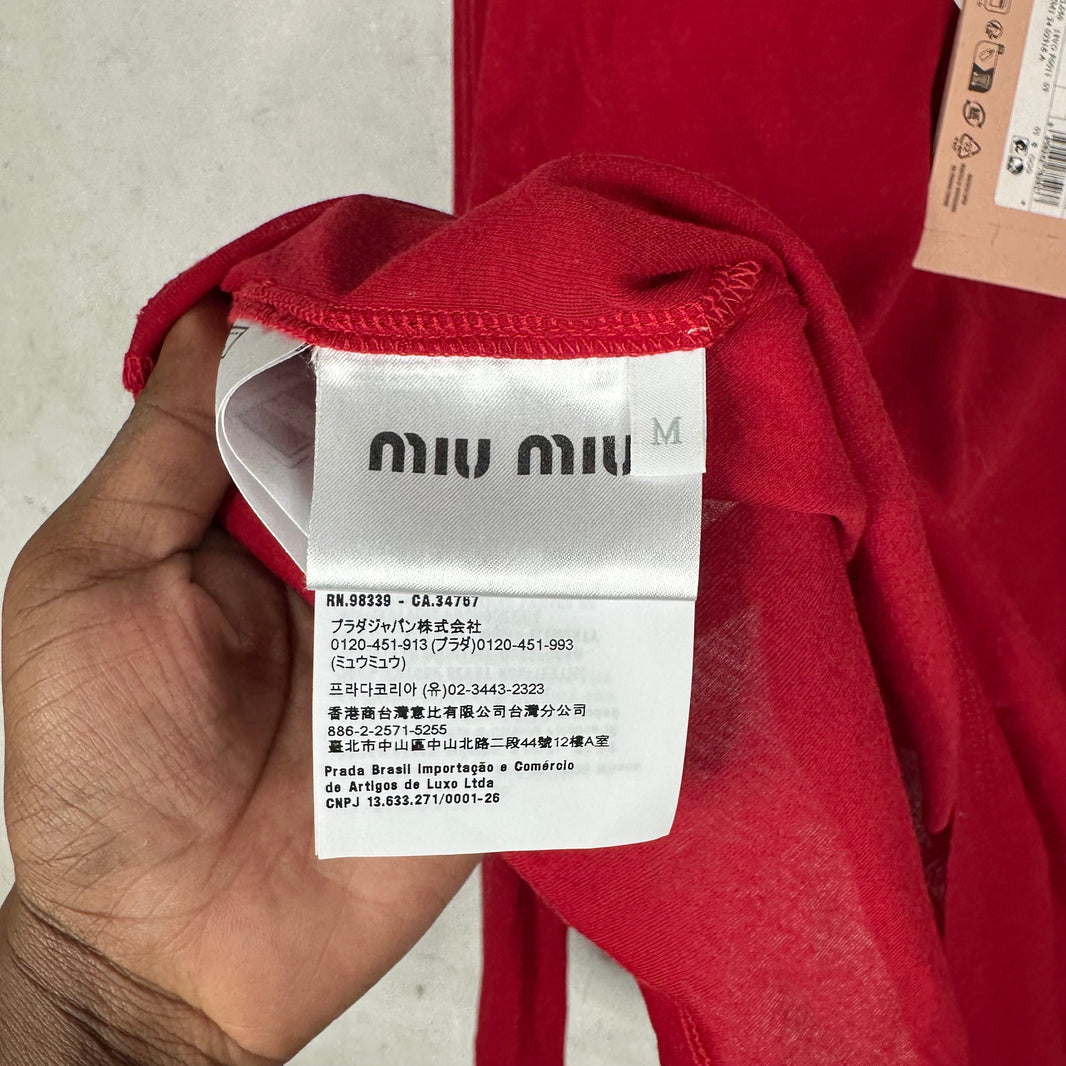 miu miu
M
RN.98339 - CA.34767
プラダジャパン株式会社
0120-451-913 (プラダ)0120-451-993
(ミュウミュウ)
프라다코리아 (유)02-3443-2323
香港商台灣意比有限公司台灣分公司
886-2-2571-5255
臺北市中山區中山北路二段44號12樓A室
Prada Brasil Importação e Comércio
de Artigos de Luxo Ltda
CNPJ 13.633.271/0001-26